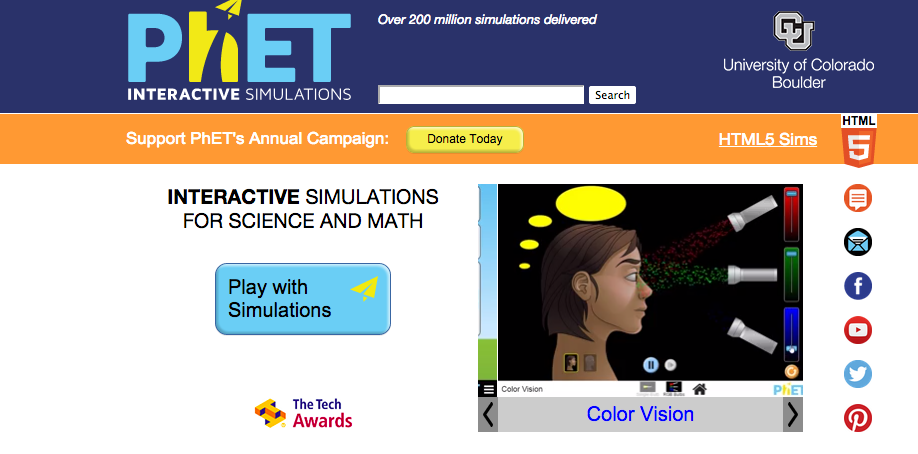 PhET
INTERACTIVE SIMULATIONS
Over 200 million simulations delivered
Search
University of Colorado
Boulder
Support PhET's Annual Campaign:
Donate Today
HTML5 Sims
HTML
5
INTERACTIVE SIMULATIONS
FOR SCIENCE AND MATH
Play with
Simulations
The Tech
Awards
Color Vision
PhET
Color Vision